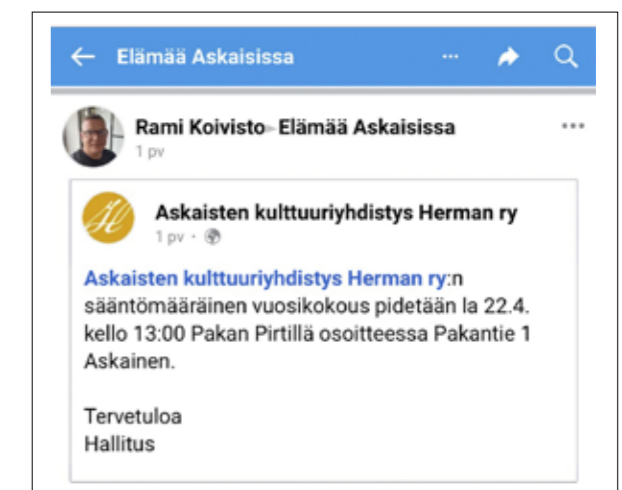 Elämää Askaisissa
Rami Koivisto▸Elämää Askaisissa
1 pv
Askaisten kulttuuriyhdistys Herman ry
1 pv ·
Askaisten kulttuuriyhdistys Herman ry:n
sääntömääräinen vuosikokous pidetään la 22.4.
kello 13:00 Pakan Pirtillä osoitteessa Pakantie 1
Askainen.
Tervetuloa
Hallitus